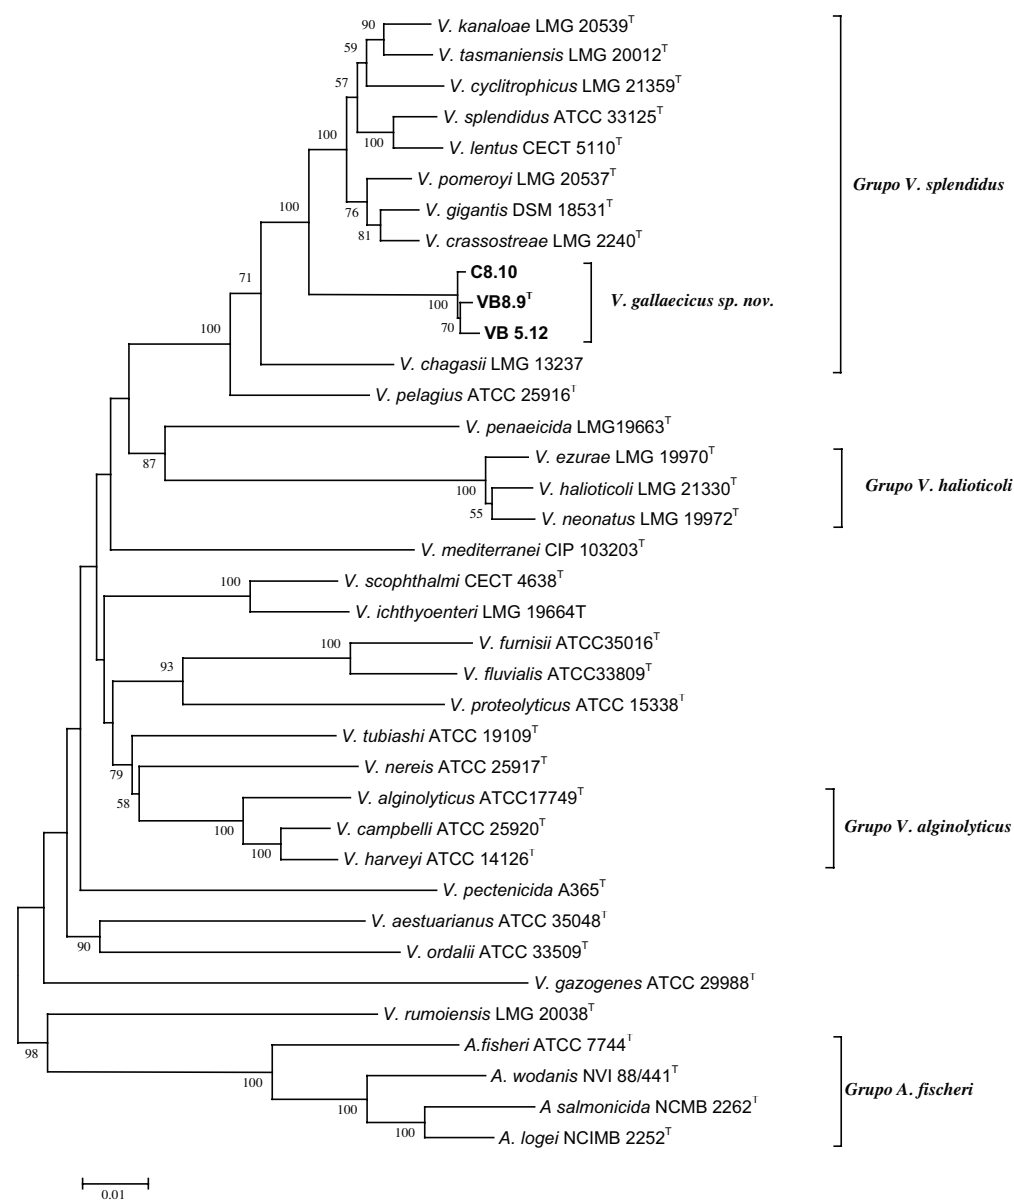 90
V. kanaloae LMG 20539T
59
V. tasmaniensis LMG 20012T
57
V. cyclitrophicus LMG 21359T
V. splendidus ATCC 33125T
100
100
V. lentus CECT 5110T
V. pomeroyi LMG 20537T
Grupo V. splendidus
100
76
V. gigantis DSM 18531T
81
V. crassostreae LMG 2240T
71
C8.10
100
VB8.9T
V. gallaecicus sp. nov.
100
70
VB 5.12
V. chagasii LMG 13237
V. pelagius ATCC 25916T
V. penaeicida LMG19663T
87
V. ezurae LMG 19970T
100
V. halioticoli LMG 21330T
Grupo V. halioticoli
55
V. neonatus LMG 19972T
V. mediterranei CIP 103203T
100
V. scophthalmi CECT 4638T
V. ichthyoenteri LMG 19664T
100
V. furnisii ATCC35016T
93
V. fluvialis ATCC33809T
V. proteolyticus ATCC 15338T
V. tubiashi ATCC 19109T
79
V. nereis ATCC 25917T
58
V. alginolyticus ATCC17749T
100
V. campbelli ATCC 25920T
Grupo V. alginolyticus
100
V. harveyi ATCC 14126T
V. pectenicida A365T
V. aestuarianus ATCC 35048T
90
V. ordalii ATCC 33509T
V. gazogenes ATCC 29988T
V. rumoiensis LMG 20038T
98
A.fisheri ATCC 7744T
100
A. wodanis NVI 88/441T
Grupo A. fischeri
100
A salmonicida NCMB 2262T
100
A. logei NCIMB 2252T
0.01